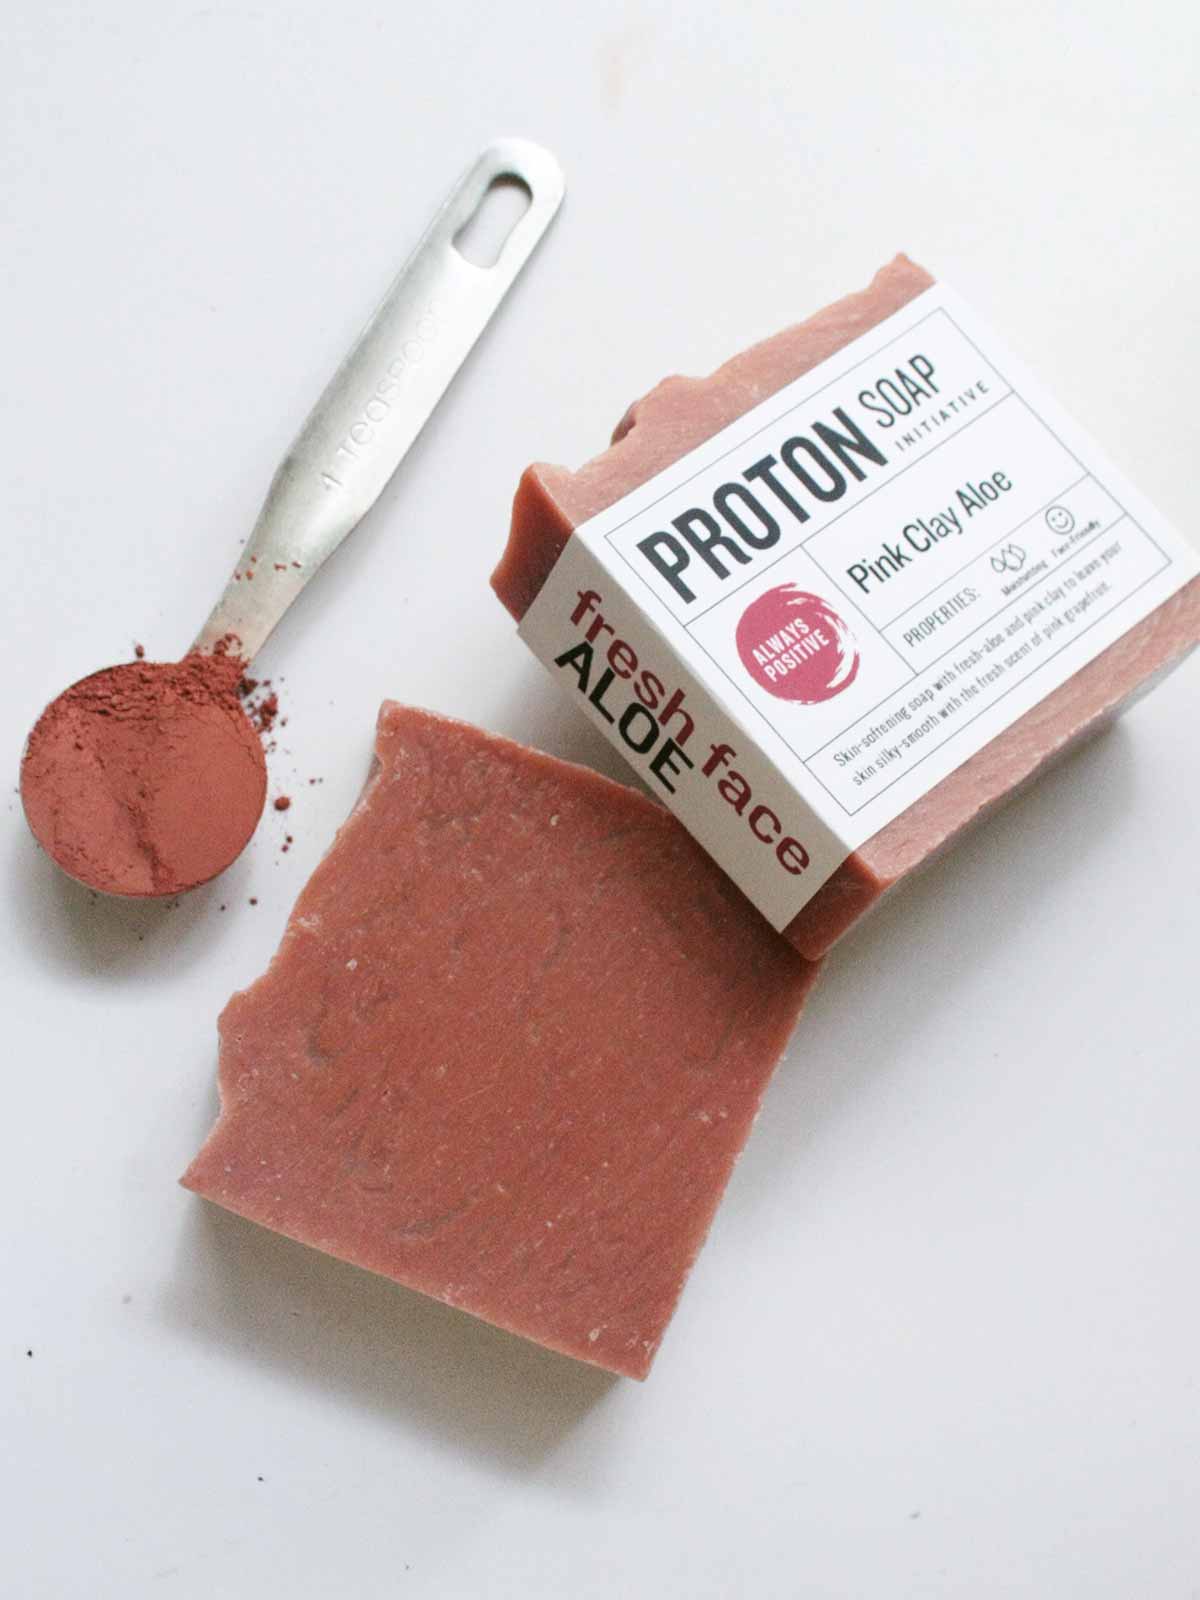 1 TEASPOON
PROTON SOAP
INITIATIVE
Pink Clay Aloe
ALWAYS
POSITIVE
PROPERTIES:
Moisturizing
Face-Friendly
Skin-softening soap with fresh-aloe and pink clay to leave your
skin silky-smooth with the fresh scent of pink grapefruit.
fresh face
ALOE